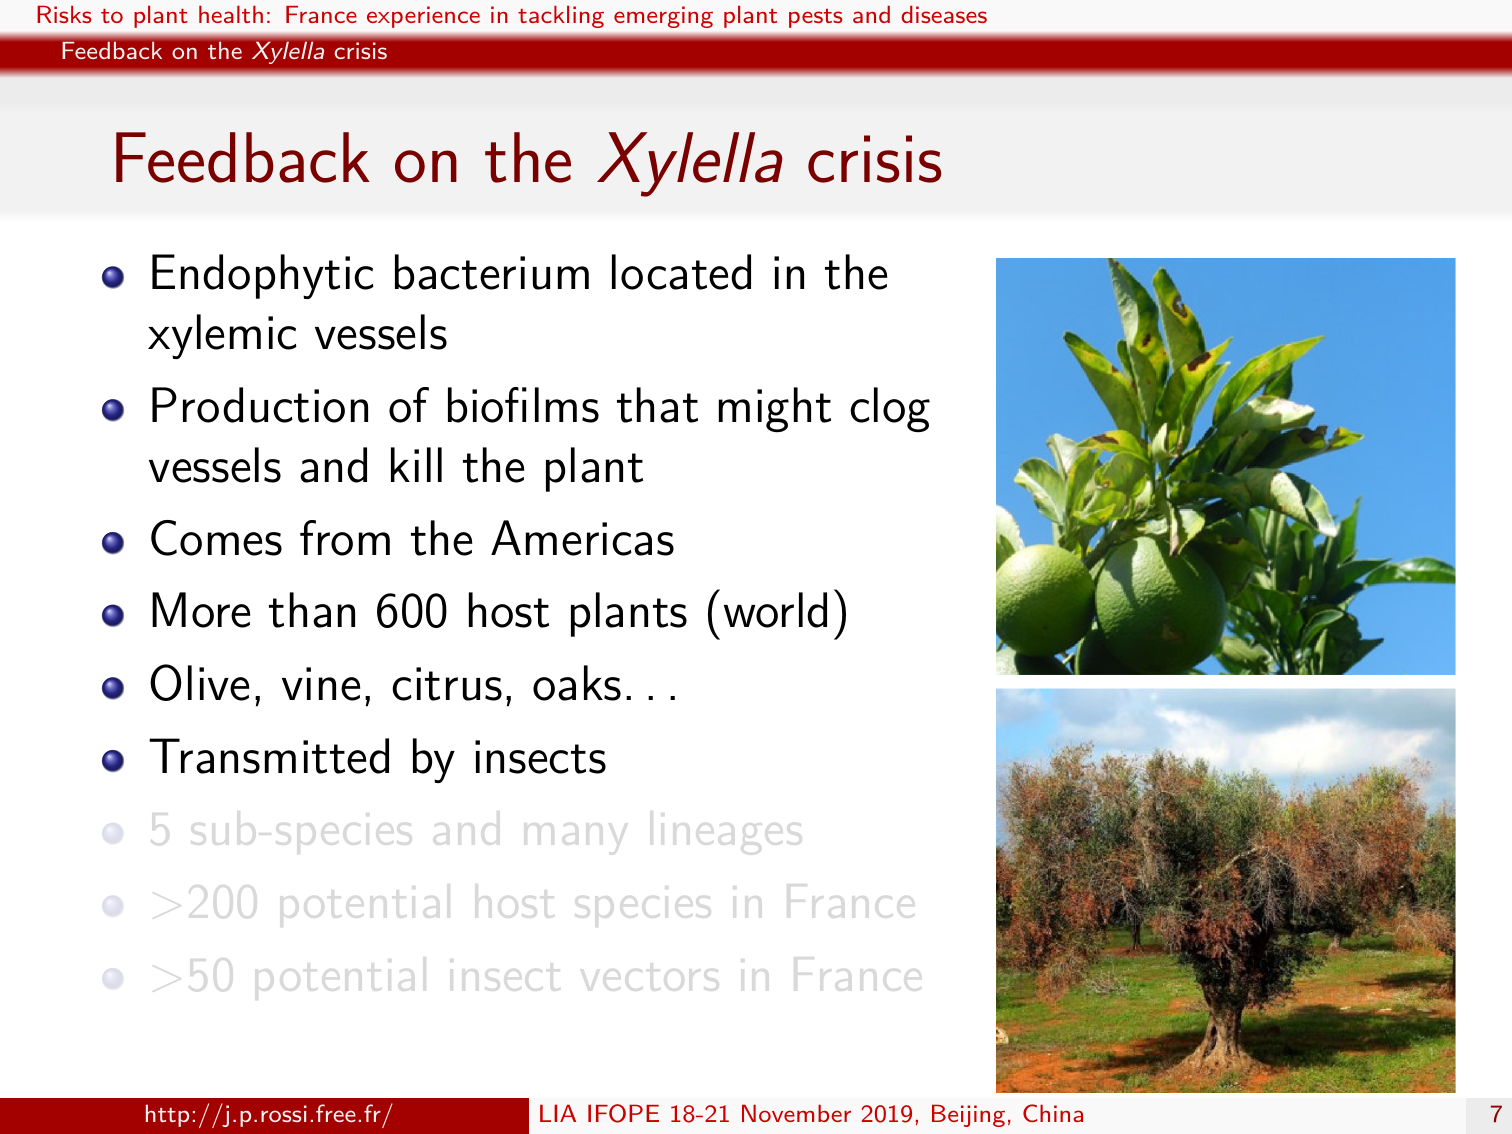 Risks to plant health: France experience in tackling emerging plant pests and diseases
Feedback on the Xylella crisis
Feedback on the Xylella crisis
Endophytic bacterium located in the
xylemic vessels
Production of biofilms that might clog
vessels and kill the plant
Comes from the Americas
More than 600 host plants (world)
Olive, vine, citrus, oaks...
Transmitted by insects
5 sub-species and many lineages
>200 potential host species in France
>50 potential insect vectors in France
http://j.p.rossi.free.fr/
LIA IFOPE 18-21 November 2019, Beijing, China
7